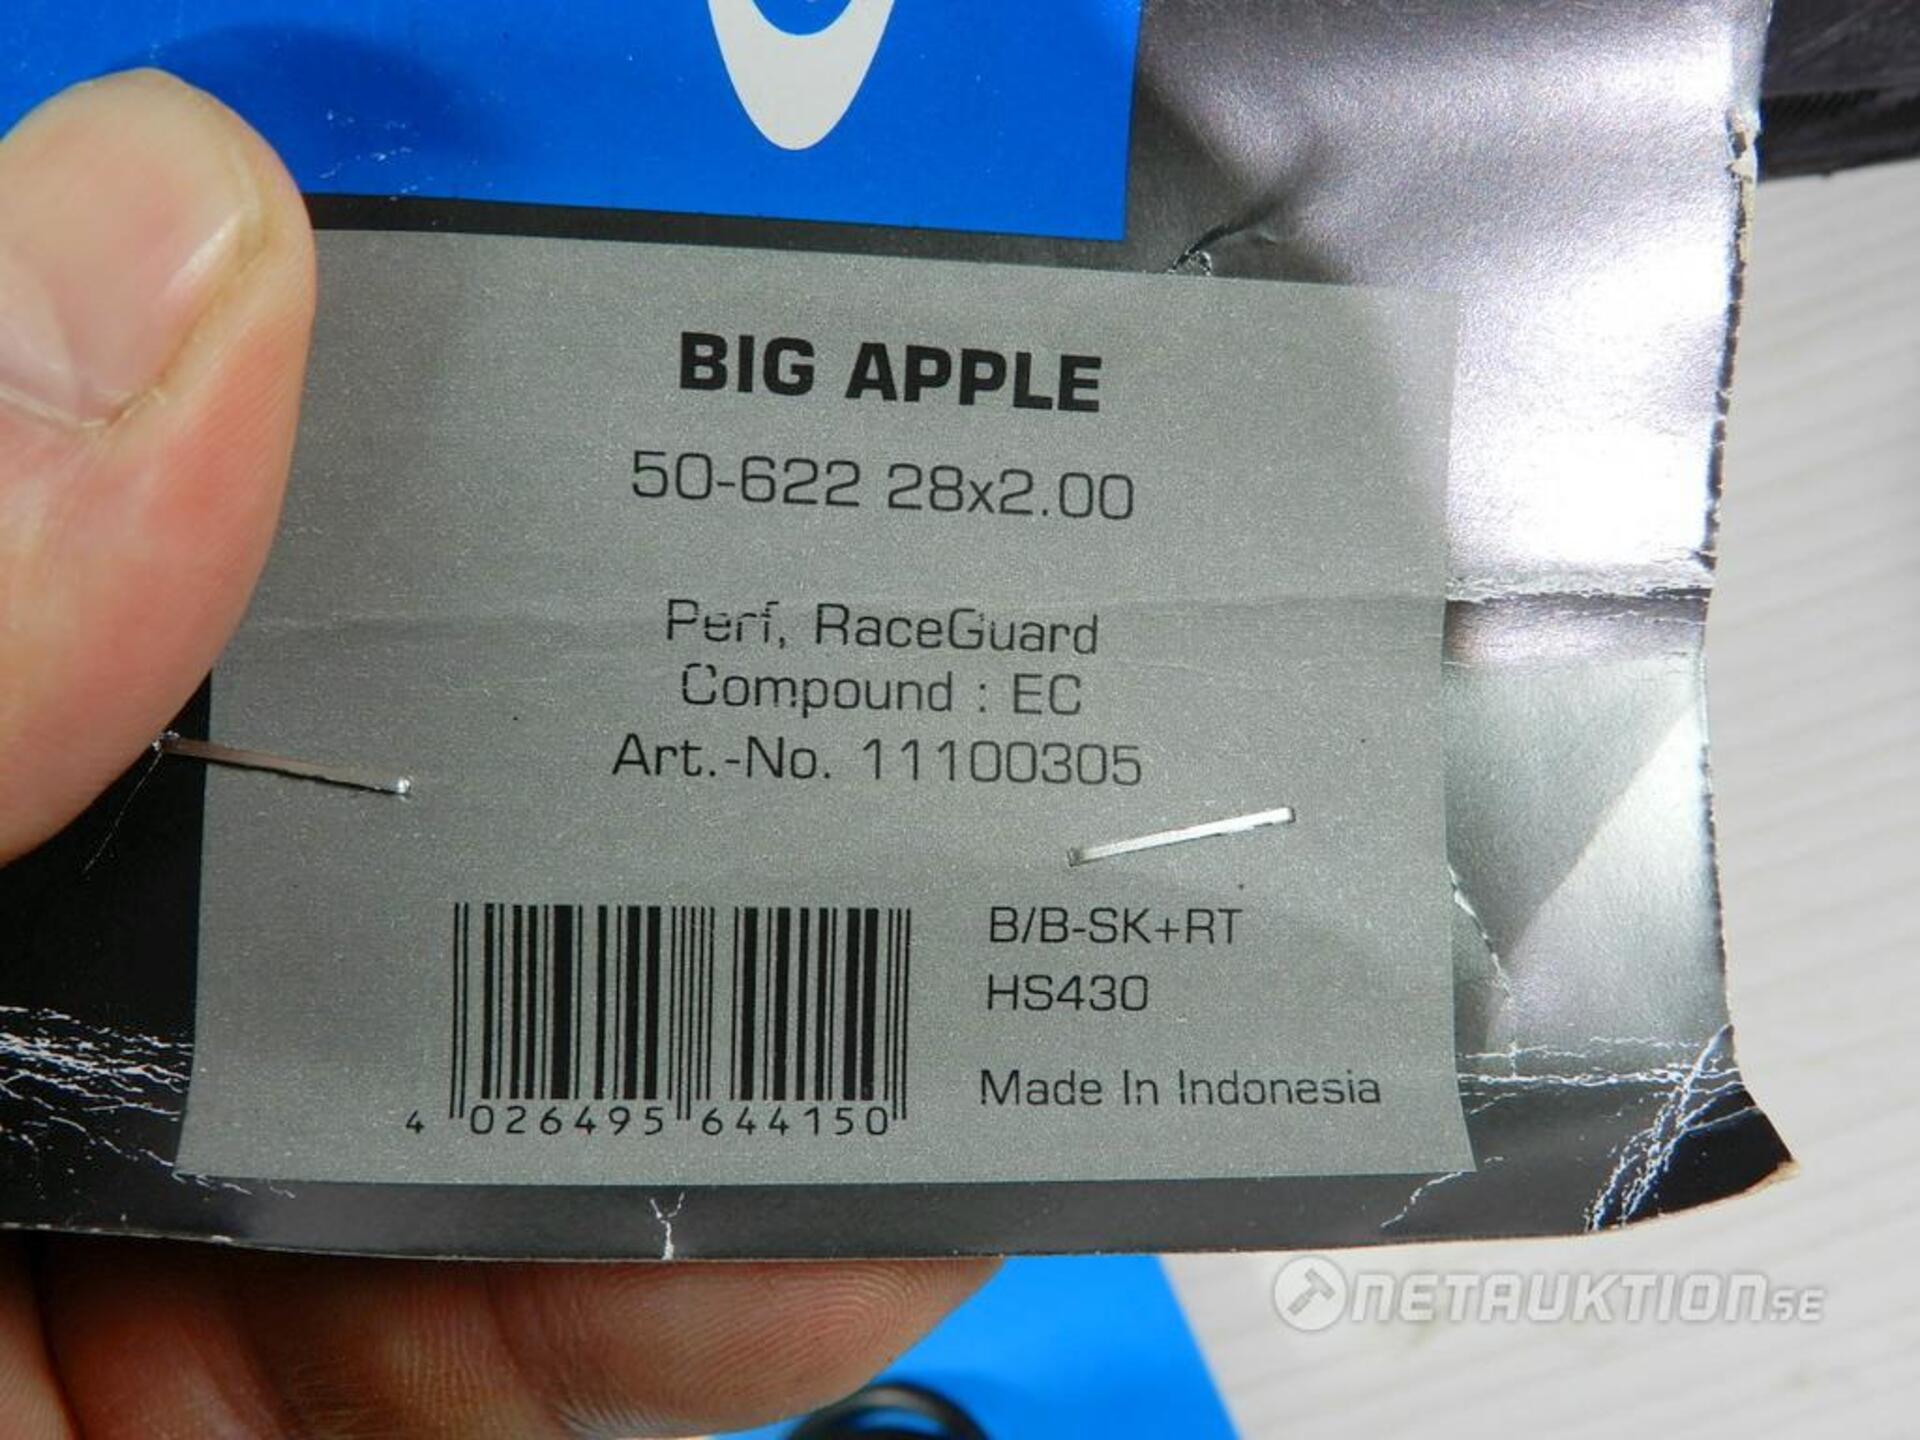 BIG APPLE
50-622 28x2.00
Perf, RaceGuard
Compound : EC
Art.-No. 11100305
B/B-SK+RT
HS430
Made In Indonesia
4 026495 644150
NETAUKTION.SE